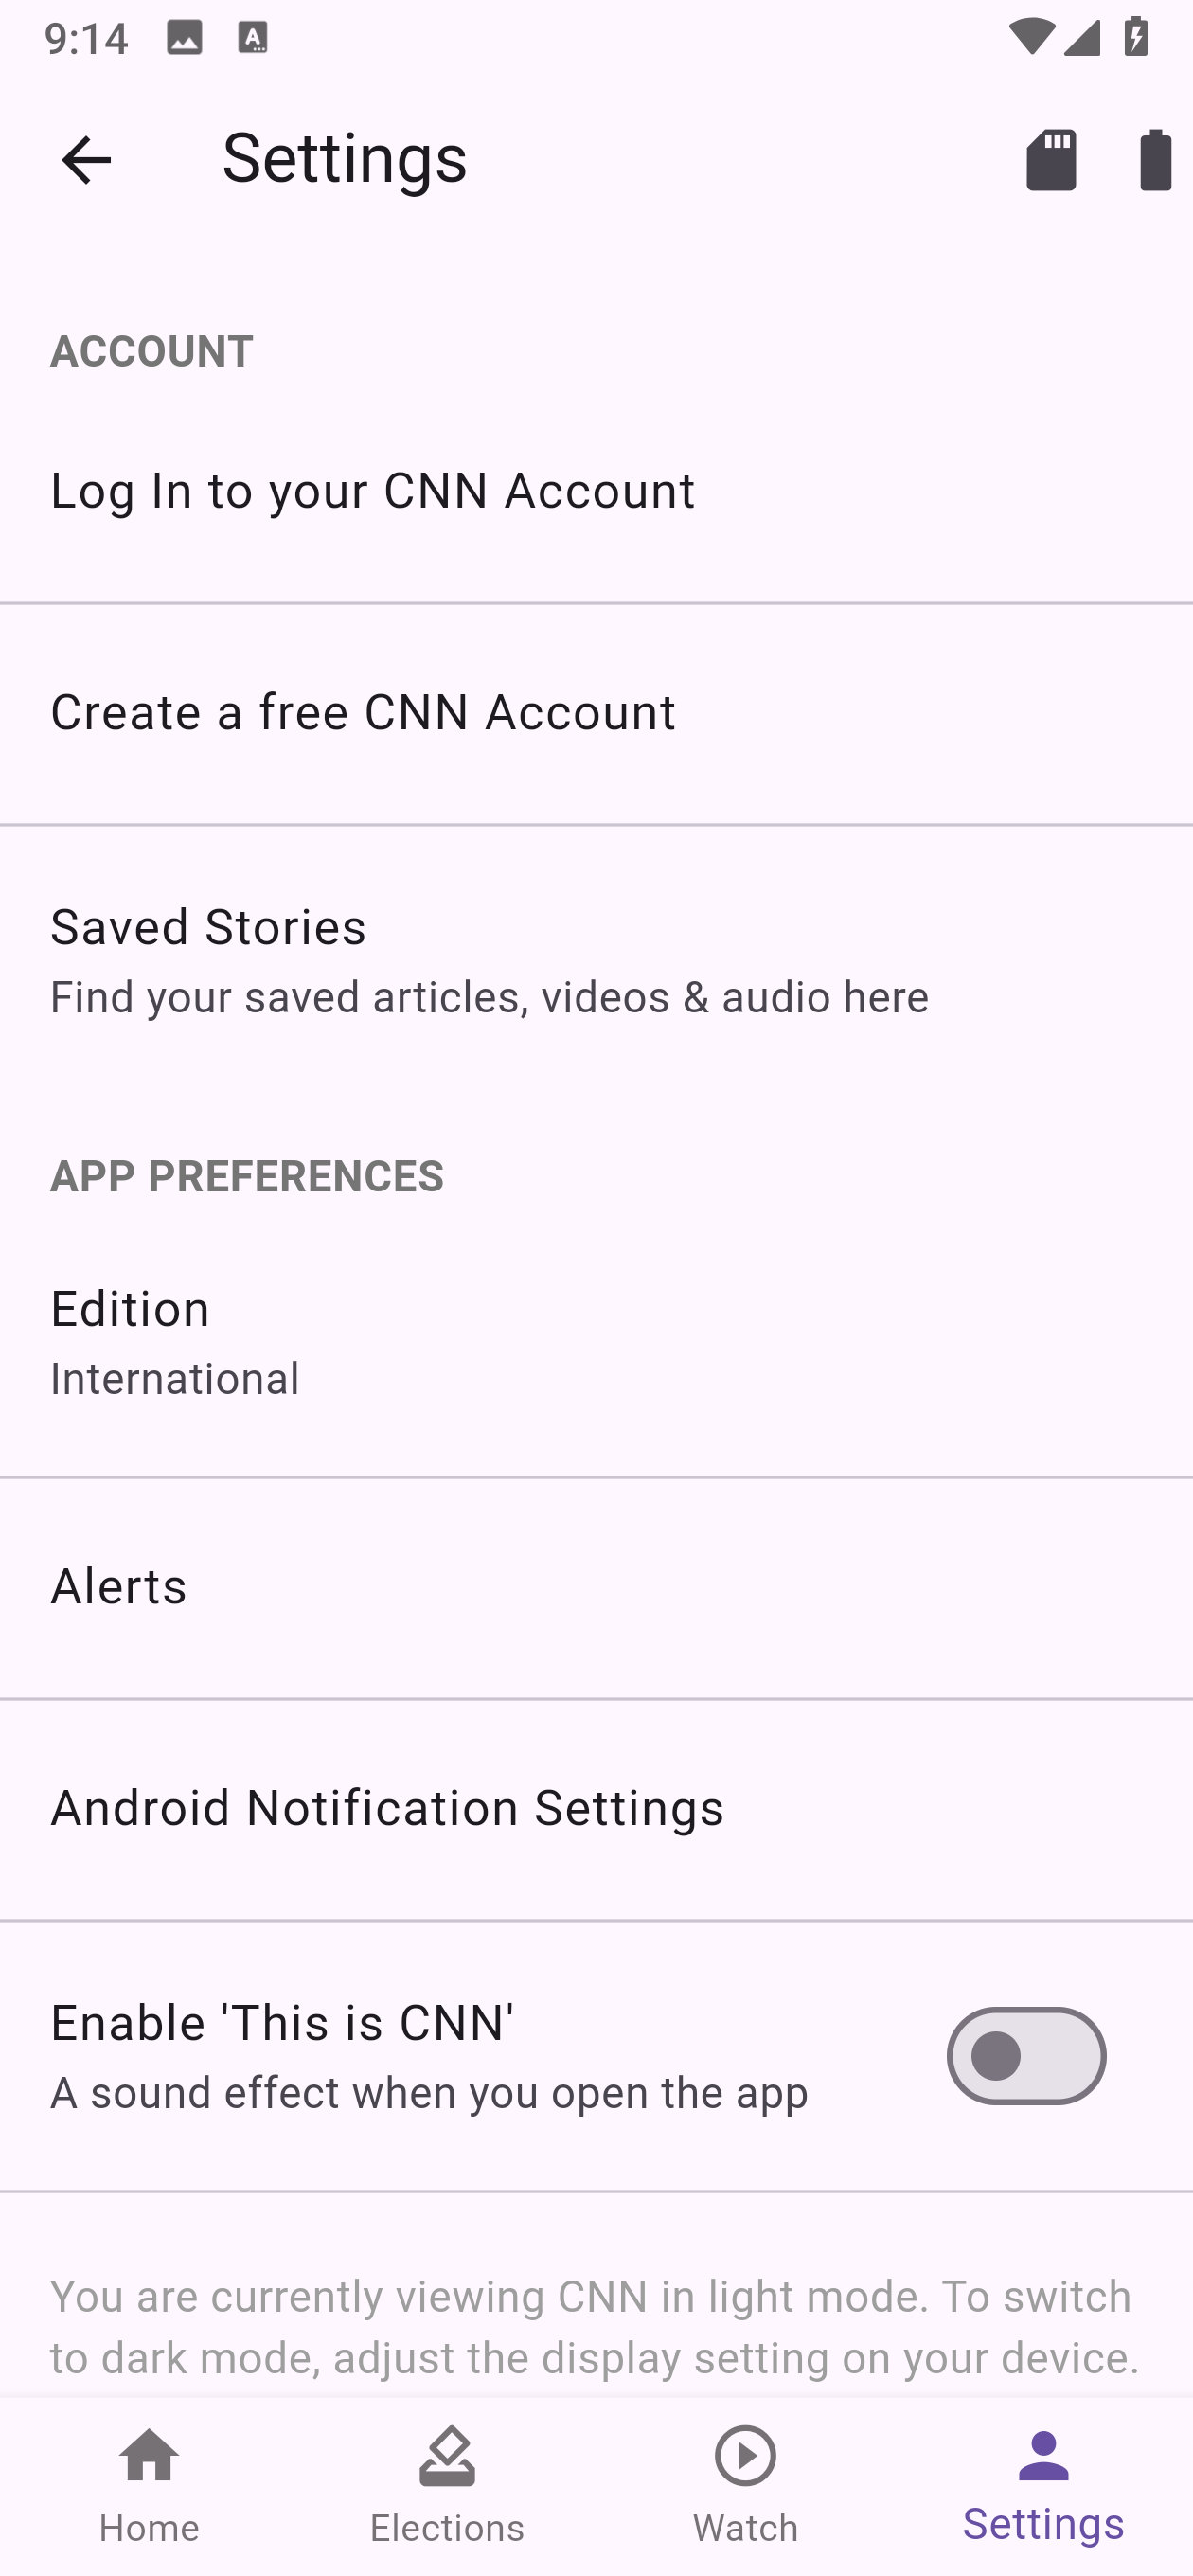 9:14
Settings
ACCOUNT
Log In to your CNN Account
Create a free CNN Account
Saved Stories
Find your saved articles, videos & audio here
APP PREFERENCES
Edition
International
Alerts
Android Notification Settings
Enable 'This is CNN'
A sound effect when you open the app
You are currently viewing CNN in light mode. To switch
to dark mode, adjust the display setting on your device.
Home
Elections
Watch
Settings